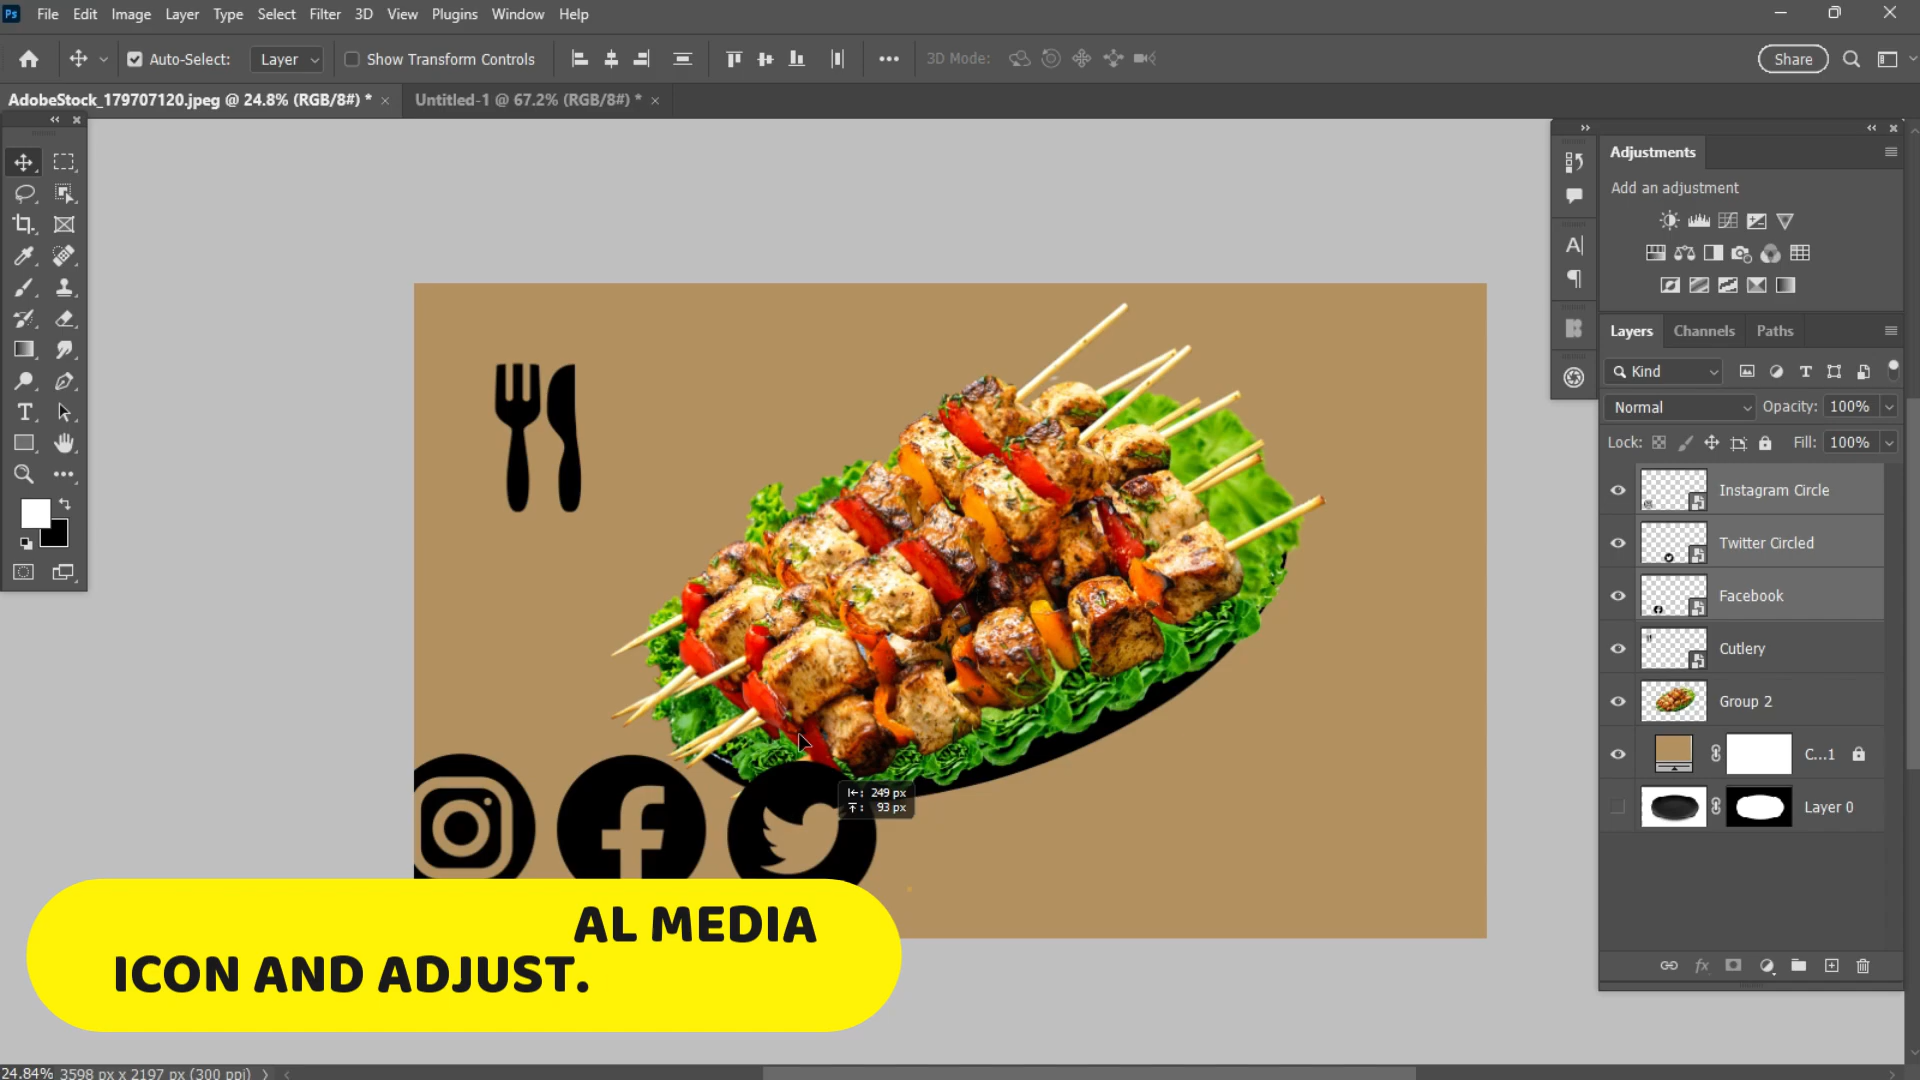 Ps File Edit Image Layer Type Select Filter 3D View Plugins Window Help
Auto-Select: Layer Show Transform Controls 3D Mode: Share
AdobeStock_179707120.jpeg @ 24.8% (RGB/8#) * × Untitled-1 @ 67.2% (RGB/8#) * ×
Adjustments
Add an adjustment
Layers Channels Paths
Kind
Normal Opacity: 100%
Lock: Fill: 100%
Instagram Circle
Twitter Circled
Facebook
Cutlery
Group 2
C...1
Layer 0
249 px
93 px
AL MEDIA
ICON AND ADJUST.
24.84% 3598 px x 2197 px (300 ppi)